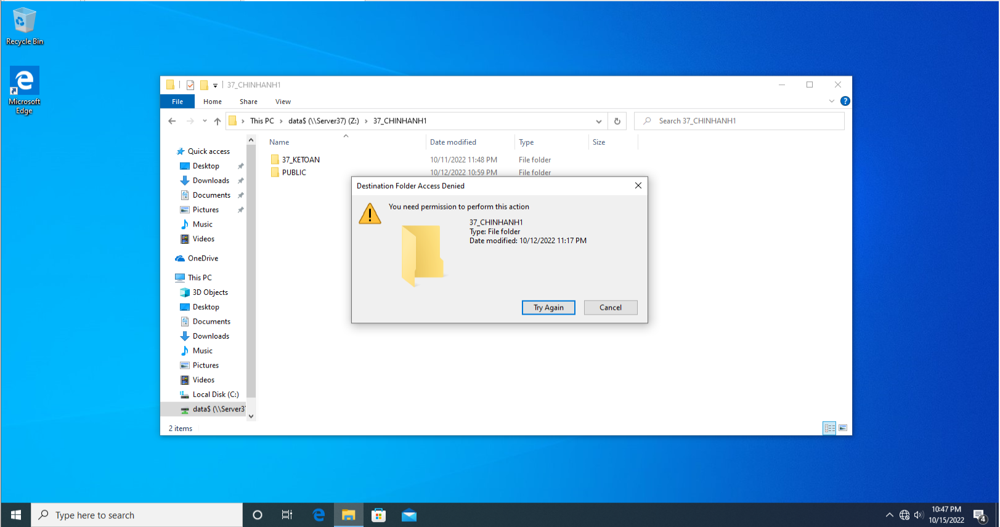 Recycle Bin
Microsoft
Edge
37_CHINHANH1
File Home Share View
This PC data$ (\\Server37) (Z:) 37_CHINHANH1
Search 37_CHINHANH1
Name Date modified Type Size
37_KETOAN 10/11/2022 11:48 PM File folder
PUBLIC 10/12/2022 10:59 PM File folder
Quick access
Desktop
Downloads
Documents
Pictures
Music
Videos
OneDrive
This PC
3D Objects
Desktop
Documents
Downloads
Music
Pictures
Videos
Local Disk (C:)
data$ (\\Server37
2 items
Destination Folder Access Denied
You need permission to perform this action
37_CHINHANH1
Type: File folder
Date modified: 10/12/2022 11:17 PM
Try Again Cancel
Type here to search
10:47 PM
10/15/2022
4